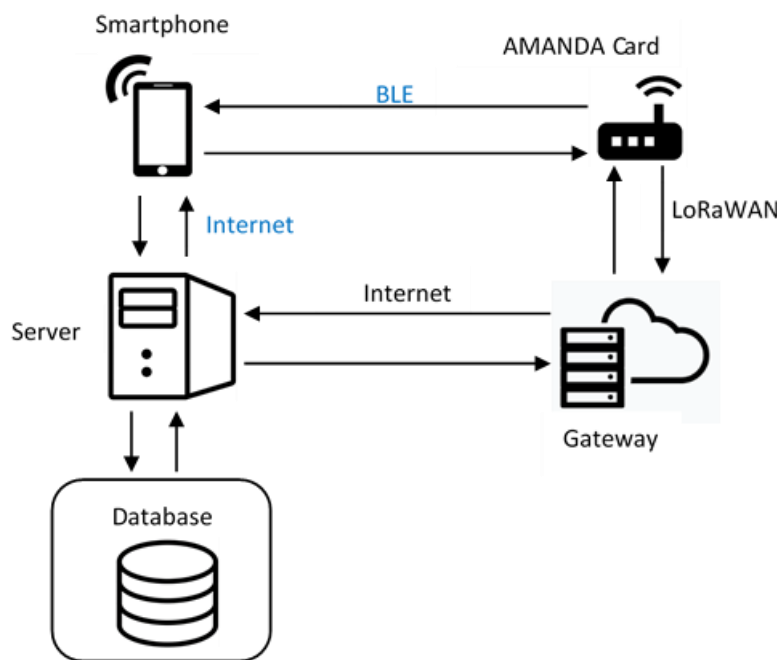 Smartphone
AMANDA Card
BLE
LoRaWAN
Internet
Internet
Server
Gateway
Database